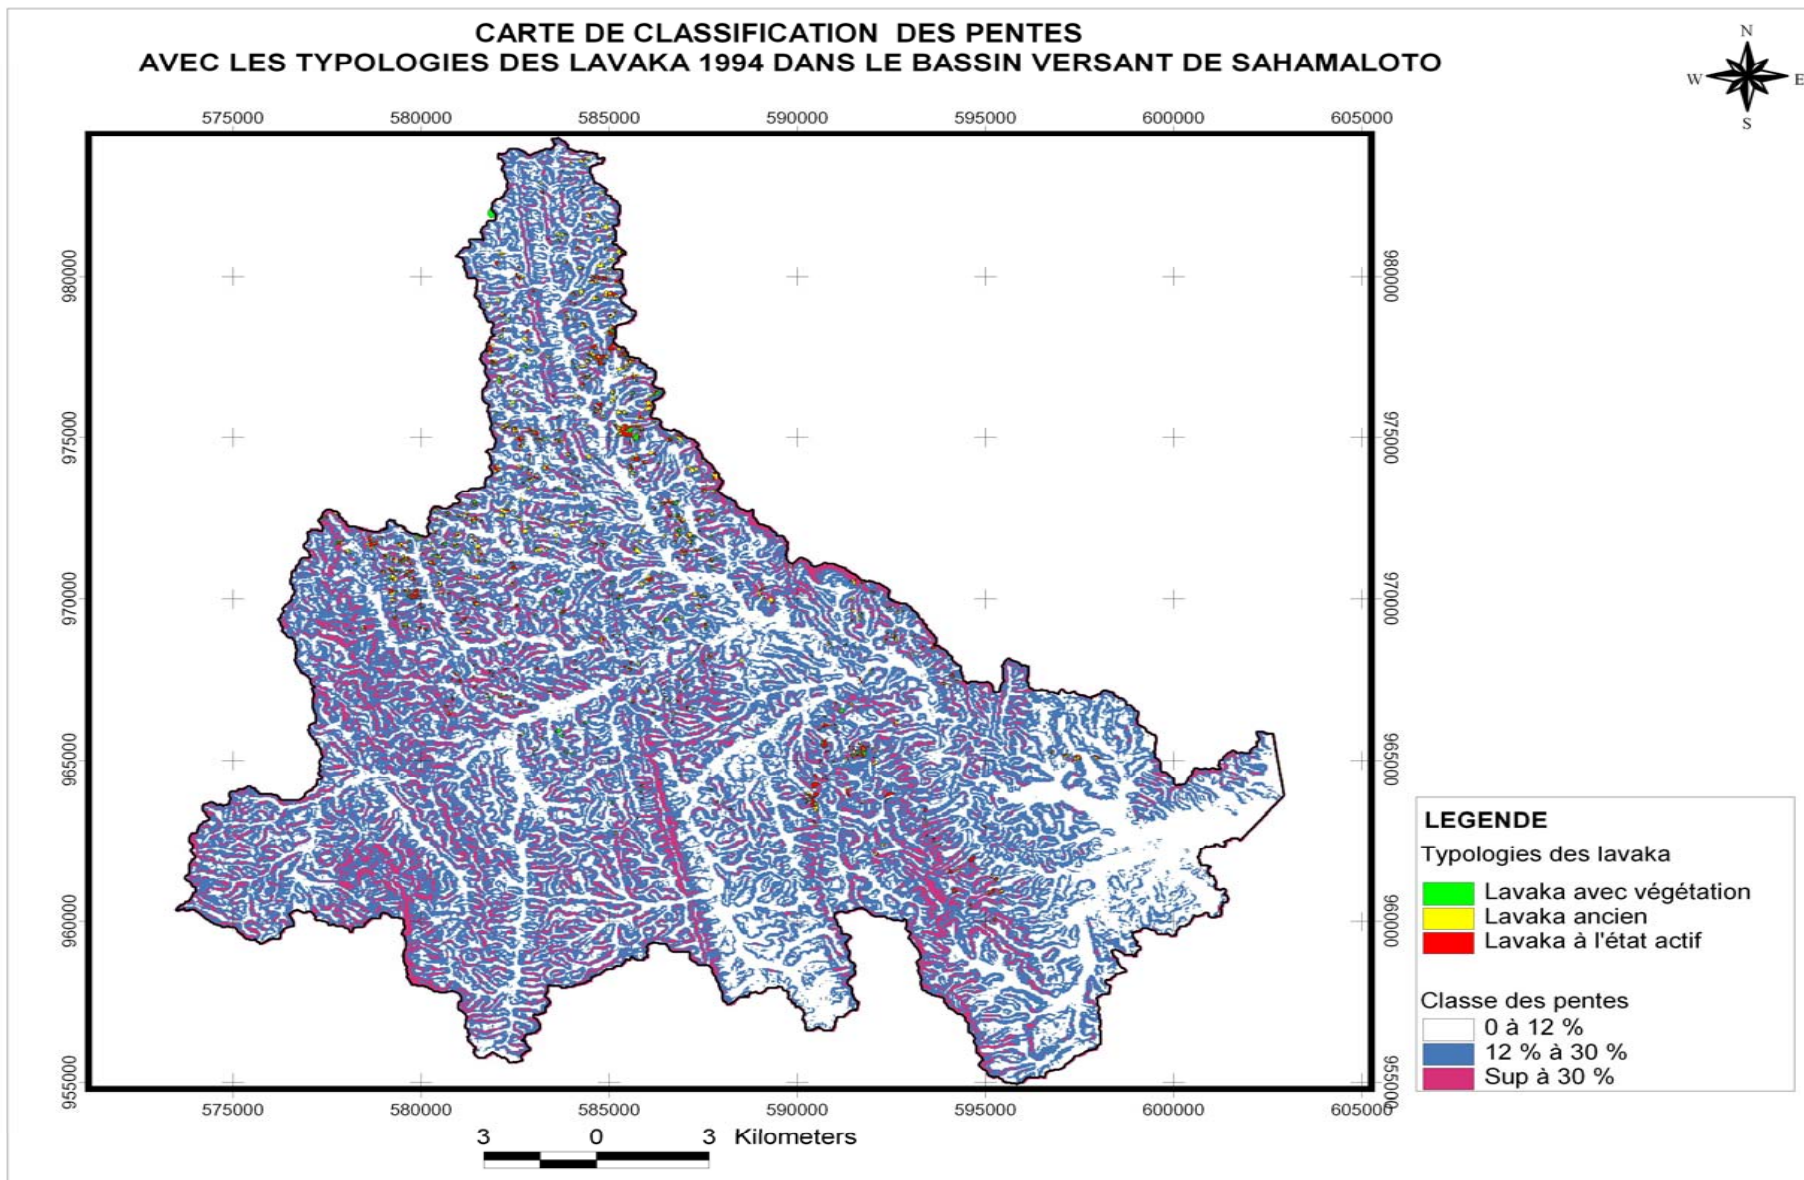 CARTE DE CLASSIFICATION DES PENTES
AVEC LES TYPOLOGIES DES LAVAKA 1994 DANS LE BASSIN VERSANT DE SAHAMALOTO
N
W E
S
575000 580000 585000 590000 595000 600000 605000
980000 980000
975000 975000
970000 970000
965000 965000
960000 960000
955000 955000
575000 580000 585000 590000 595000 600000 605000
3 0 3 Kilometers
LEGENDE
Typologies des lavaka
Lavaka avec végétation
Lavaka ancien
Lavaka à l'état actif
Classe des pentes
0 à 12 %
12 % à 30 %
Sup à 30 %